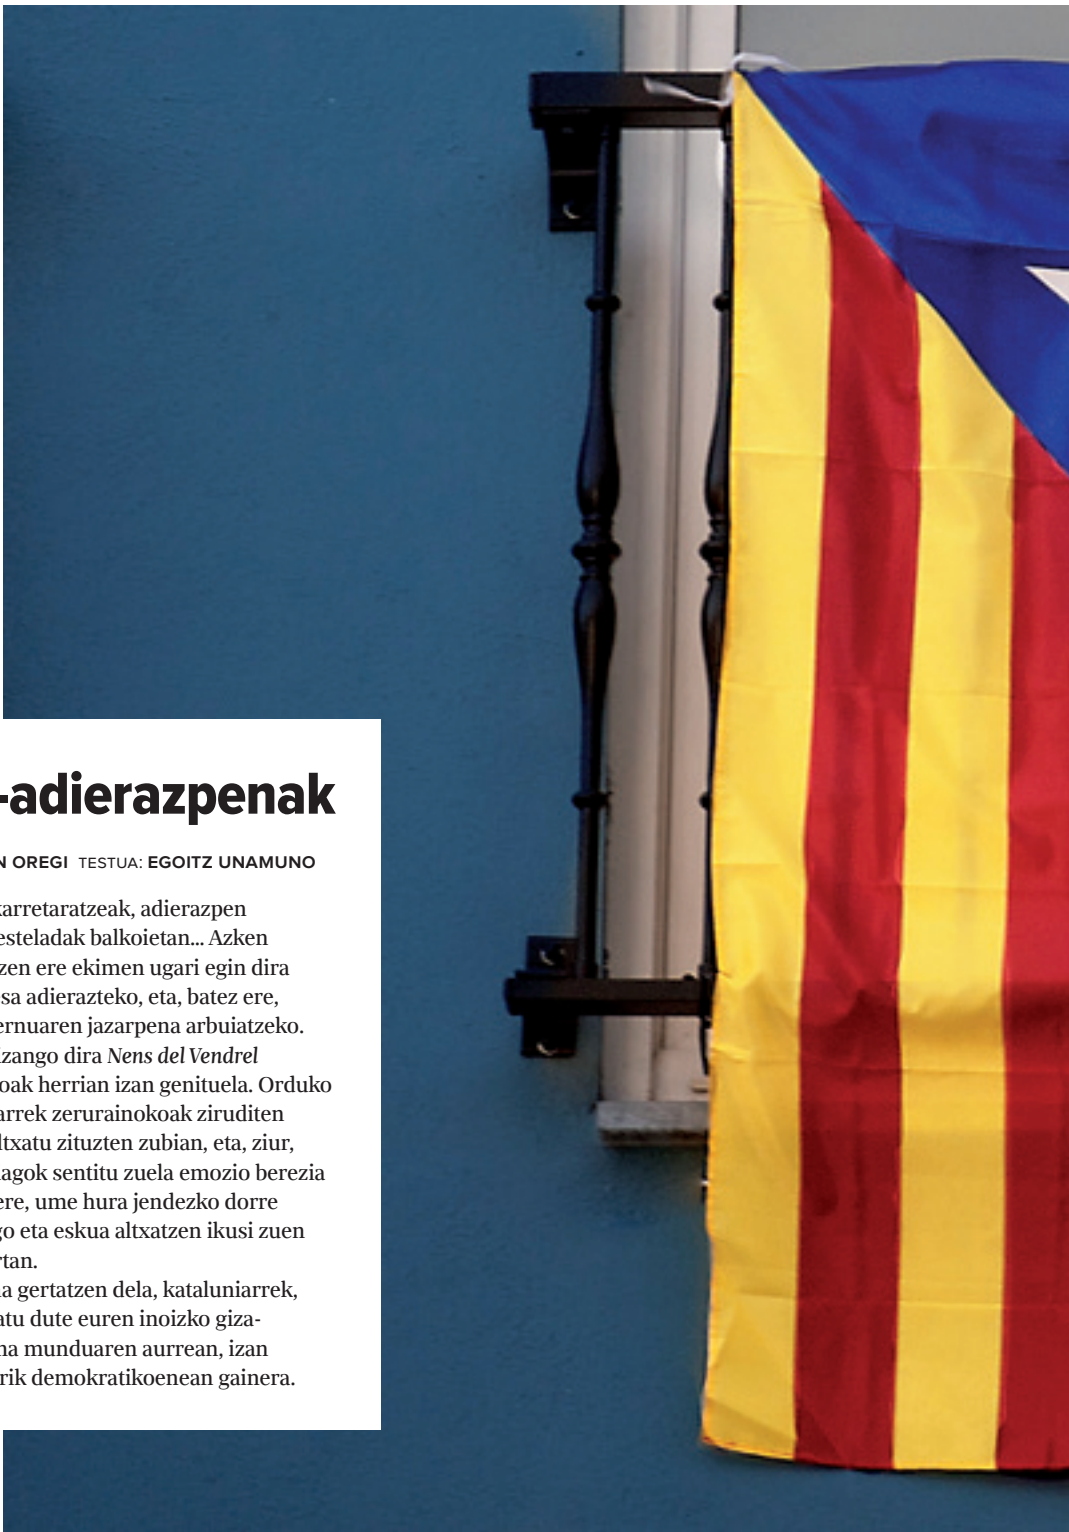 -adierazpenak
N OREGI TESTUA: EGOITZ UNAMUNO
karretaratzeak, adierazpen
esteladak balkoietan... Azken
zen ere ekimen ugari egin dira
sa adierazteko, eta, batez ere,
ernuaren jazarpena arbuiatzeko.
izango dira Nens del Vendrel
oak herrian izan genituela. Orduko
arrek zerurainokoak ziruditen
ltxatu zituzten zubian, eta, ziur,
agok sentitu zuela emozio berezia
ere, ume hura jendezko dorre
go eta eskua altxatzen ikusi zuen
rtan.
a gertatzen dela, kataluniarrek,
atu dute euren inoizko giza-
na munduaren aurrean, izan
rik demokratikoenean gainera.